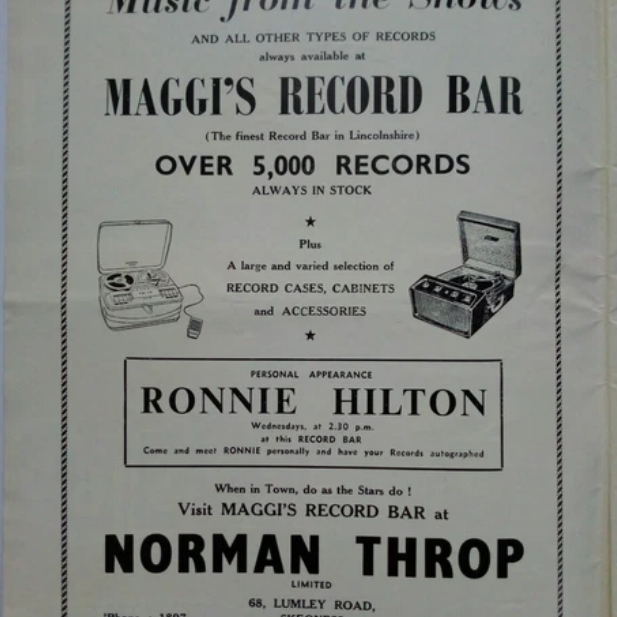 Music from the Shows
AND ALL OTHER TYPES OF RECORDS
always available at
MAGGI'S RECORD BAR
(The finest Record Bar in Lincolnshire)
OVER 5,000 RECORDS
ALWAYS IN STOCK
Plus
A large and varied selection of
RECORD CASES, CABINETS
and ACCESSORIES
PERSONAL APPEARANCE
RONNIE HILTON
Wednesdays, at 2.30 p.m.
at this RECORD BAR
Come and meet RONNIE personally and have your Records autographed
When in Town, do as the Stars do !
Visit MAGGI'S RECORD BAR at
NORMAN THROP
LIMITED
68, LUMLEY ROAD,